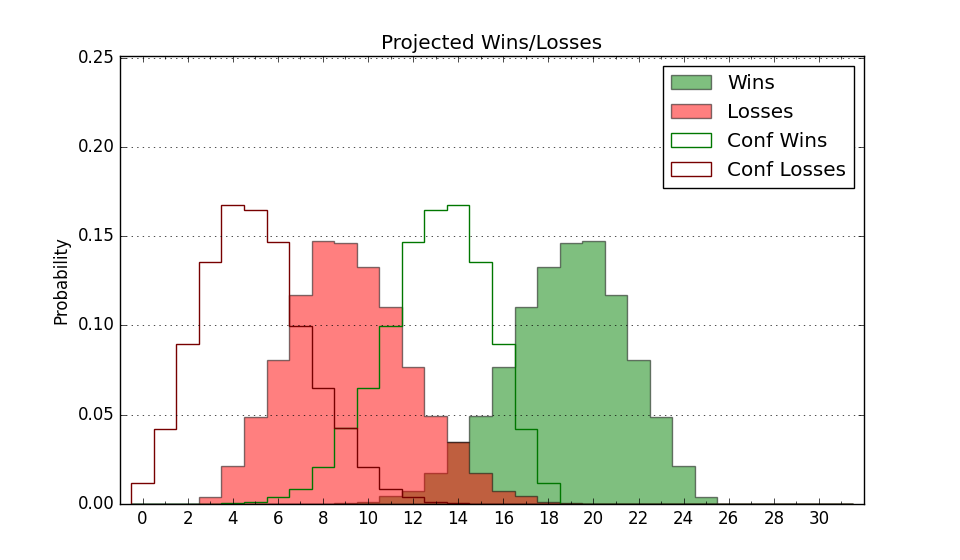 Projected Wins/Losses
0.25
0.20
0.15
0.10
0.05
0.00
Probability
Wins
Losses
Conf Wins
Conf Losses
0 2 4 6 8 10 12 14 16 18 20 22 24 26 28 30